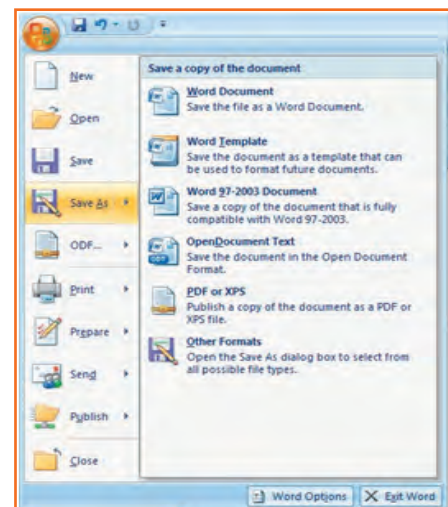 New
Open
Save
Save As
ODF...
Print
Prepare
Send
Publish
Close
Save a copy of the document
Word Document
Save the file as a Word Document.
Word Template
Save the document as a template that can
be used to format future documents.
Word 97-2003 Document
Save a copy of the document that is fully
compatible with Word 97-2003.
OpenDocument Text
Save the document in the Open Document
Format.
PDF or XPS
Publish a copy of the document as a PDF or
XPS file.
Other Formats
Open the Save As dialog box to select from
all possible file types.
Word Options
Exit Word